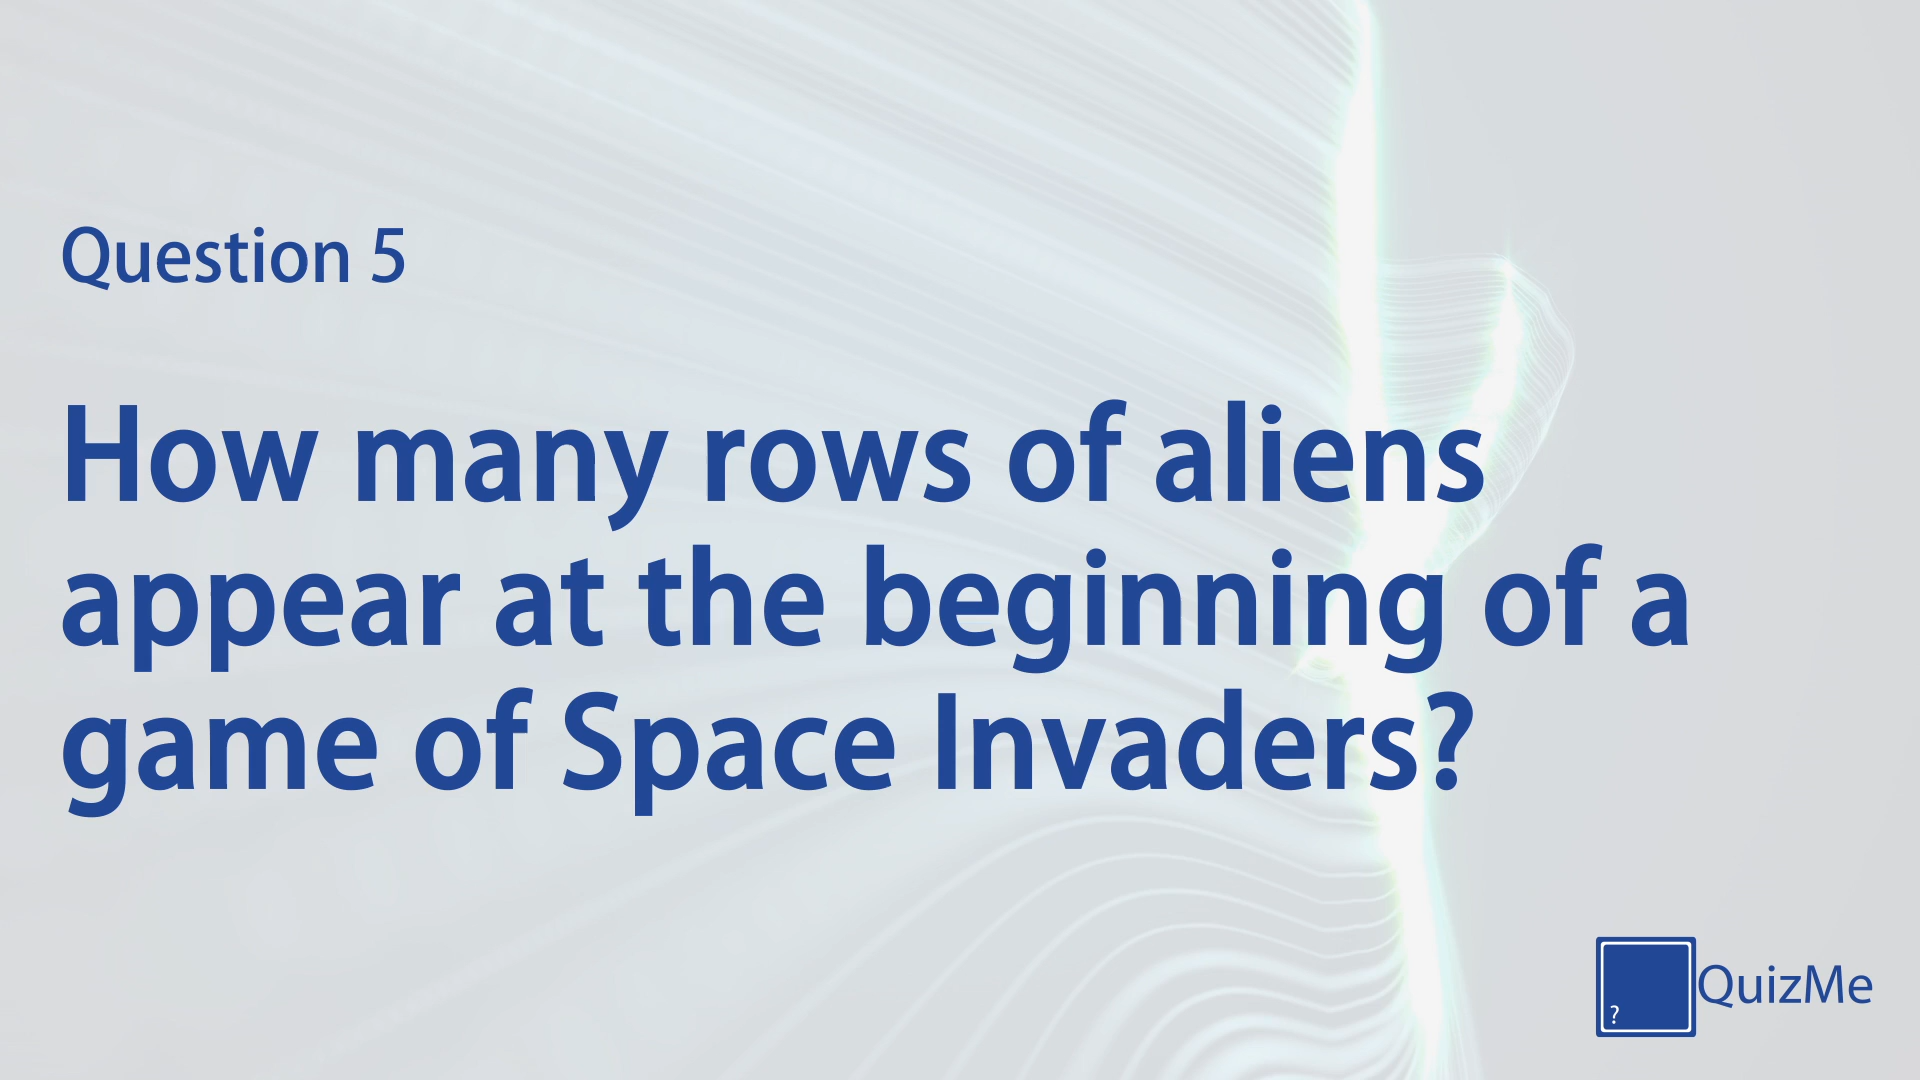 Question 5
How many rows of aliens
appear at the beginning of a
game of Space Invaders?
?
QuizMe